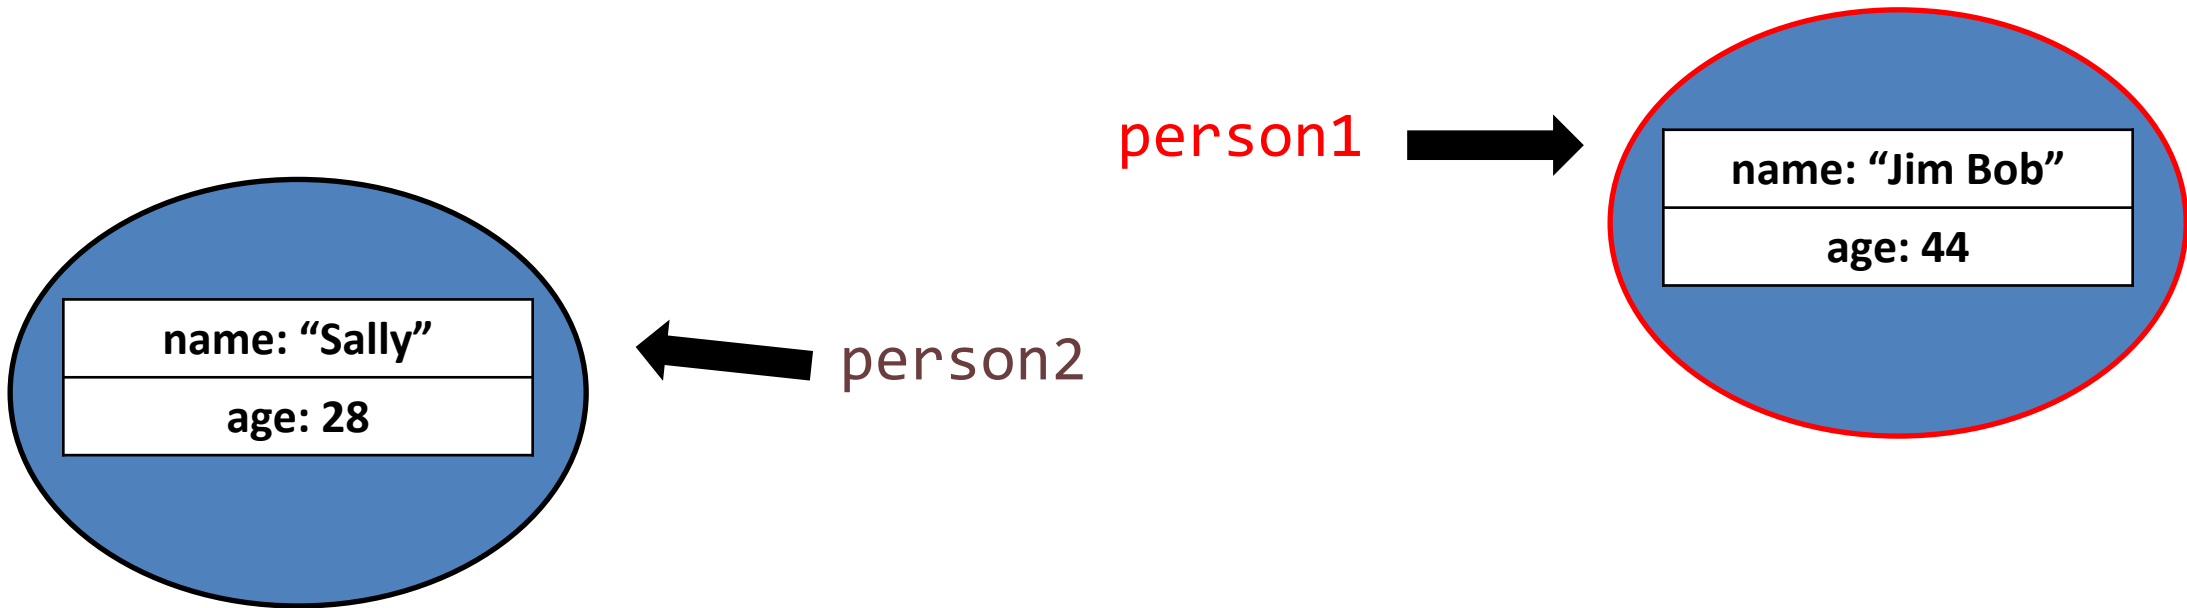 person1
name: “Jim Bob”
age: 44
name: “Sally”
age: 28
person2